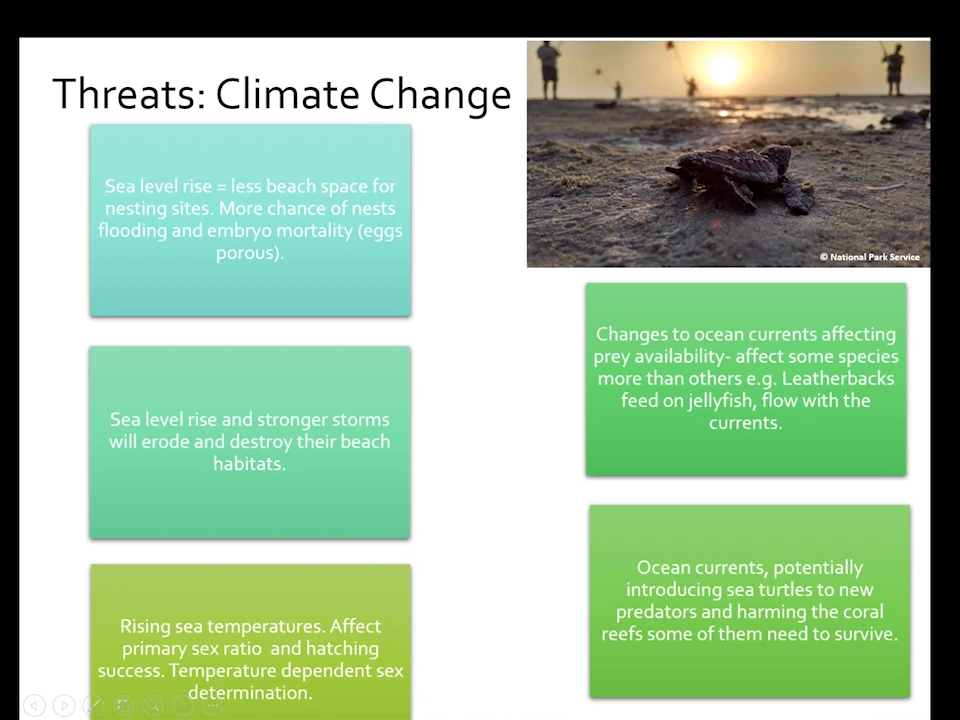 Threats: Climate Change
© National Park Service
Sea level rise = less beach space for
nesting sites. More chance of nests
flooding and embryo mortality (eggs
porous).
Sea level rise and stronger storms
will erode and destroy their beach
habitats.
Rising sea temperatures. Affect
primary sex ratio  and hatching
success. Temperature dependent sex
determination.
Changes to ocean currents affecting
prey availability- affect some species
more than others e.g. Leatherbacks
feed on jellyfish, flow with the
currents.
Ocean currents, potentially
introducing sea turtles to new
predators and harming the coral
reefs some of them need to survive.